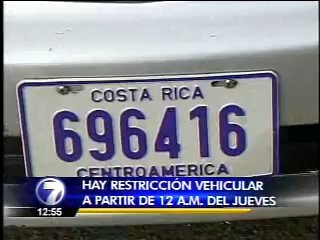 COSTA RICA
696416
CENTROAMERICA
7 HAY RESTRICCIÓN VEHICULAR
12:55 A PARTIR DE 12 A.M. DEL JUEVES